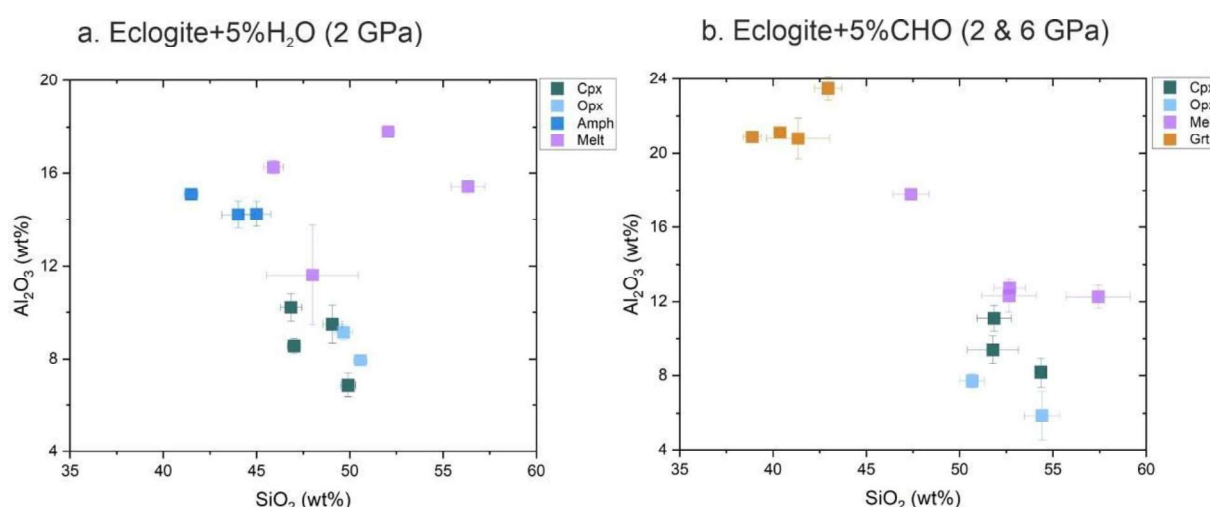 a. Eclogite+5%H₂O (2 GPa)
20
16
12
8
4
35
40
45
50
55
60
Al₂O₃ (wt%)
SiO₂ (wt%)
Cpx
Opx
Amph
Melt
b. Eclogite+5%CHO (2 & 6 GPa)
24
20
16
12
8
4
35
40
45
50
55
60
Al₂O₃ (wt%)
SiO₂ (wt%)
Cpx
Opx
Mel
Grt